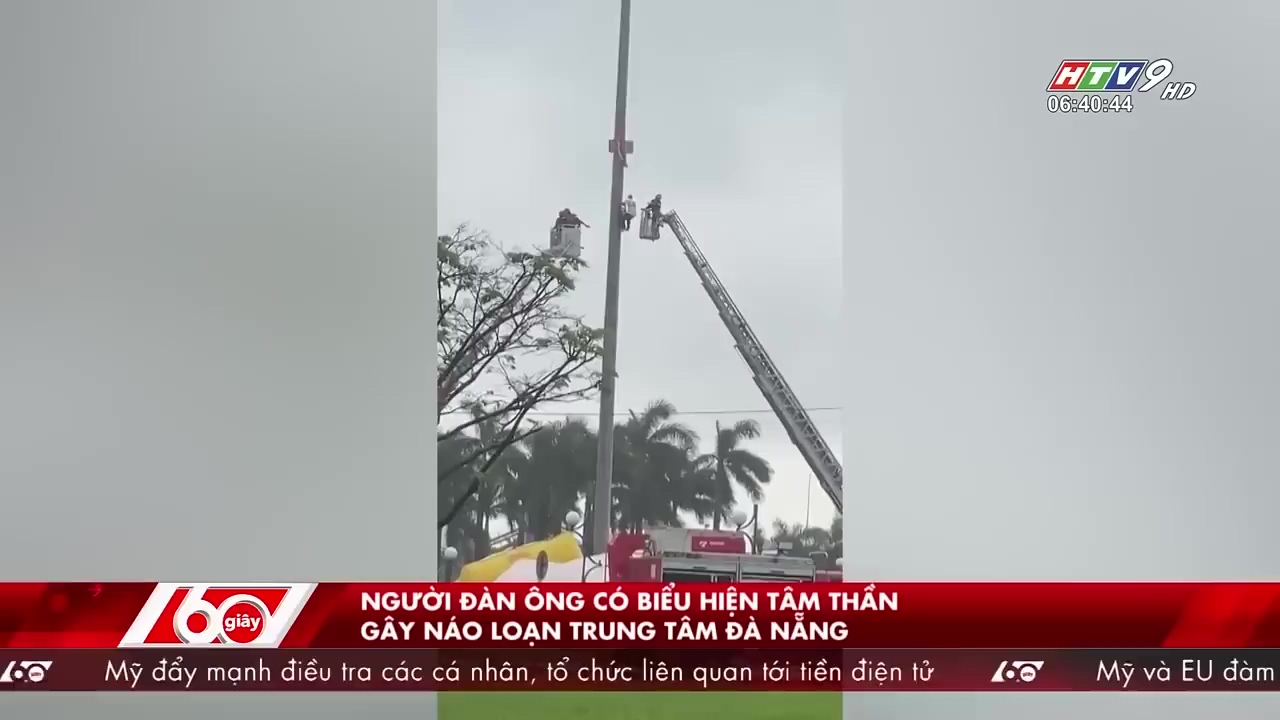 HTV9 HD
06:40:44
60 giây
NGƯỜI ĐÀN ÔNG CÓ BIỂU HIỆN TÂM THẦN
GÂY NÁO LOẠN TRUNG TÂM ĐÀ NẴNG
60 Mỹ đẩy mạnh điều tra các cá nhân, tổ chức liên quan tới tiền điện tử 60 Mỹ và EU đàm